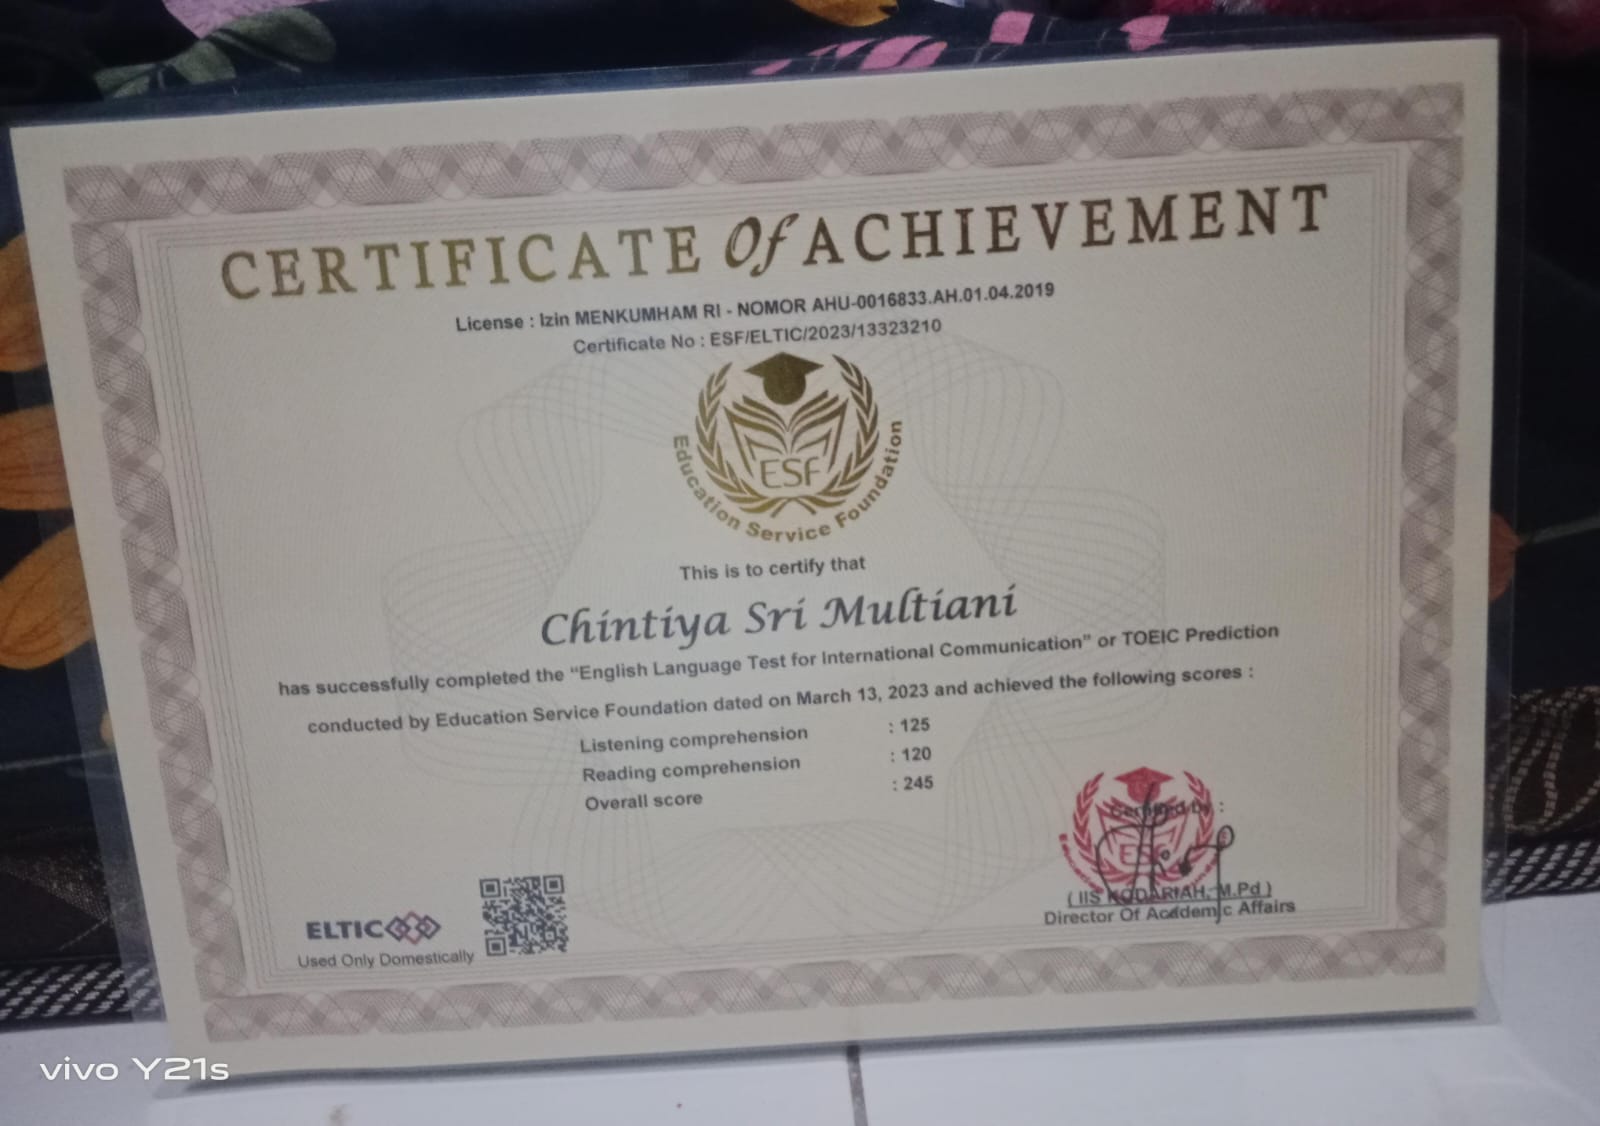 CERTIFICATE Of ACHIEVEMENT
License : Izin MENKUMHAM RI - NOMOR AHU-0016833.AH.01.04.2019
Certificate No : ESF/ELTIC/2023/13323210
ESF
Education Service Foundation
This is to certify that
Chintiya Sri Multiani
has successfully completed the “English Language Test for International Communication” or TOEIC Prediction
conducted by Education Service Foundation dated on March 13, 2023 and achieved the following scores :
Listening comprehension : 125
Reading comprehension : 120
Overall score : 245
Certified by :
ESF
( IIS KODARIAH, M.Pd )
Director Of Academic Affairs
ELTIC
Used Only Domestically
vivo Y21s